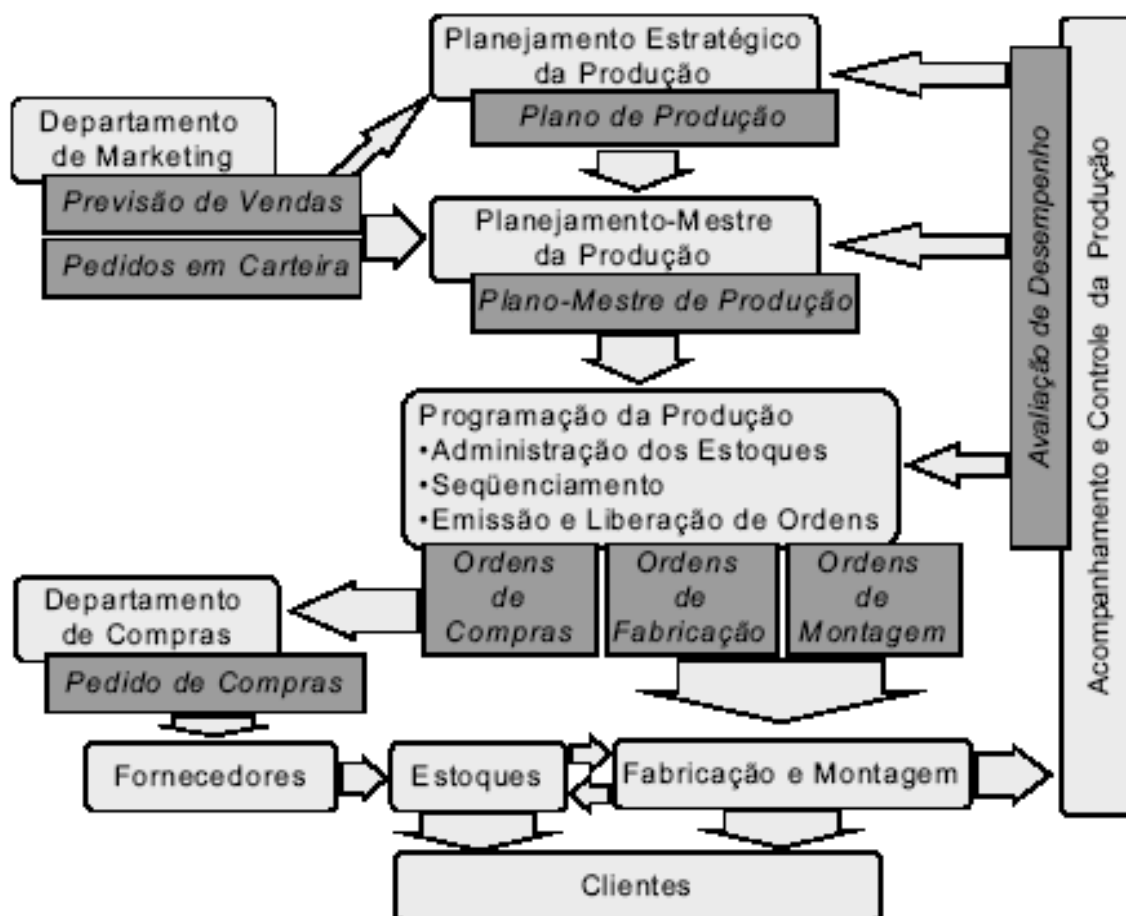 Planejamento Estratégico
da Produção
Plano de Produção
Departamento
de Marketing
Previsão de Vendas
Pedidos em Carteira
Planejamento-Mestre
da Produção
Plano-Mestre de Produção
Programação da Produção
•Administração dos Estoques
•Seqüenciamento
•Emissão e Liberação de Ordens
Ordens
de
Compras
Ordens
de
Fabricação
Ordens
de
Montagem
Departamento
de Compras
Pedido de Compras
Fornecedores
Estoques
Fabricação e Montagem
Clientes
Avaliação de Desempenho
Acompanhamento e Controle da Produção